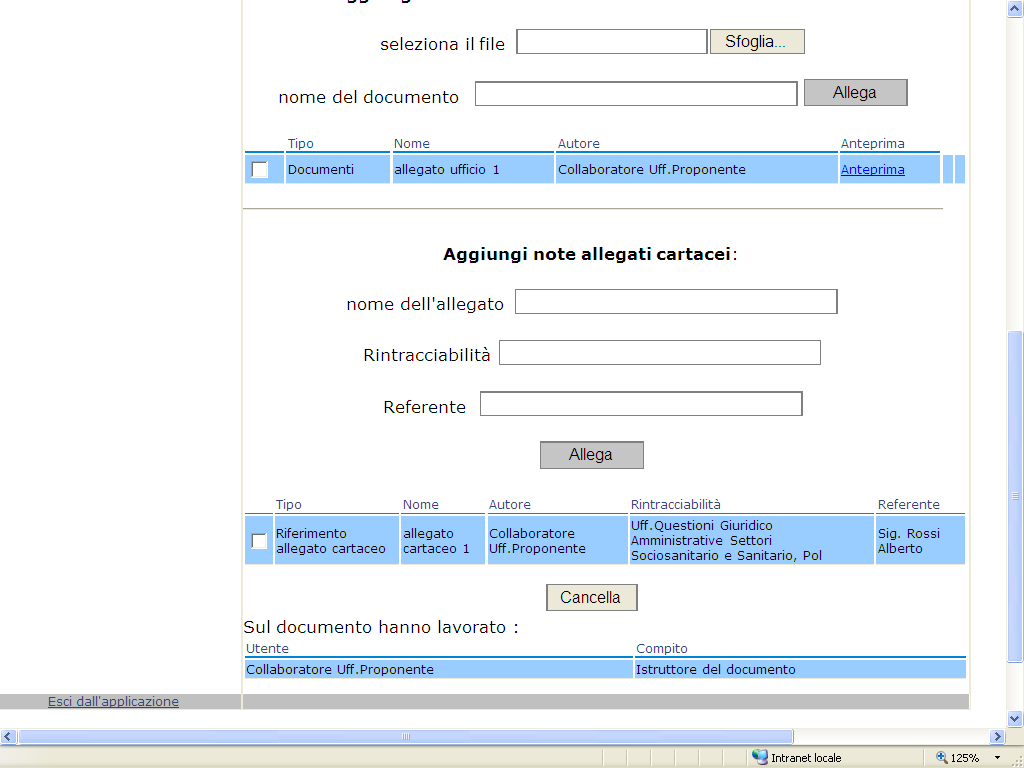 seleziona il file
Sfoglia...
nome del documento
Allega
Tipo Nome Autore Anteprima
Documenti allegato ufficio 1 Collaboratore Uff.Proponente Anteprima
Aggiungi note allegati cartacei:
nome dell'allegato
Rintracciabilità
Referente
Allega
Tipo Nome Autore Rintracciabilità Referente
Riferimento
allegato cartaceo
allegato
cartaceo 1
Collaboratore
Uff.Proponente
Uff.Questioni Giuridico
Amministrative Settori
Sociosanitario e Sanitario, Pol
Sig. Rossi
Alberto
Cancella
Sul documento hanno lavorato :
Utente Compito
Collaboratore Uff.Proponente Istruttore del documento
Esci dall'applicazione
Intranet locale
125%